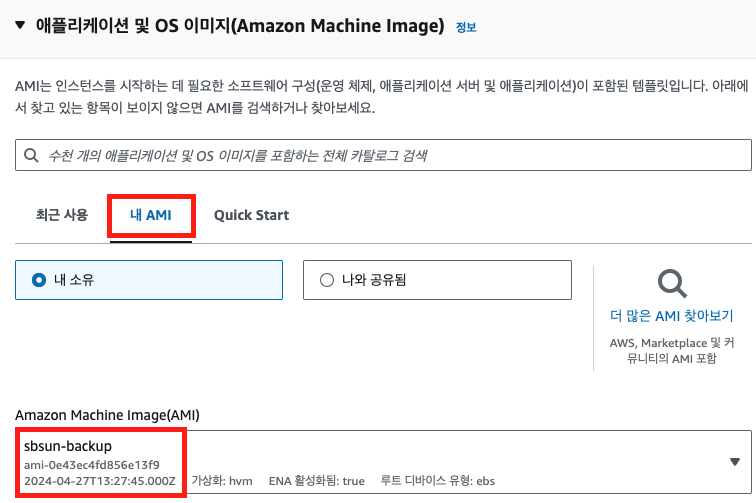 애플리케이션 및 OS 이미지(Amazon Machine Image) 정보
AMI는 인스턴스를 시작하는 데 필요한 소프트웨어 구성(운영 체제, 애플리케이션 서버 및 애플리케이션)이 포함된 템플릿입니다. 아래에
서 찾고 있는 항목이 보이지 않으면 AMI를 검색하거나 찾아보세요.
수천 개의 애플리케이션 및 OS 이미지를 포함하는 전체 카탈로그 검색
최근 사용 내 AMI Quick Start
내 소유 나와 공유됨
더 많은 AMI 찾아보기
AWS, Marketplace 및 커
뮤니티의 AMI 포함
Amazon Machine Image(AMI)
sbsun-backup
ami-0e43ec4fd856e13f9
2024-04-27T13:27:45.000Z 가상화: hvm ENA 활성화됨: true 루트 디바이스 유형: ebs